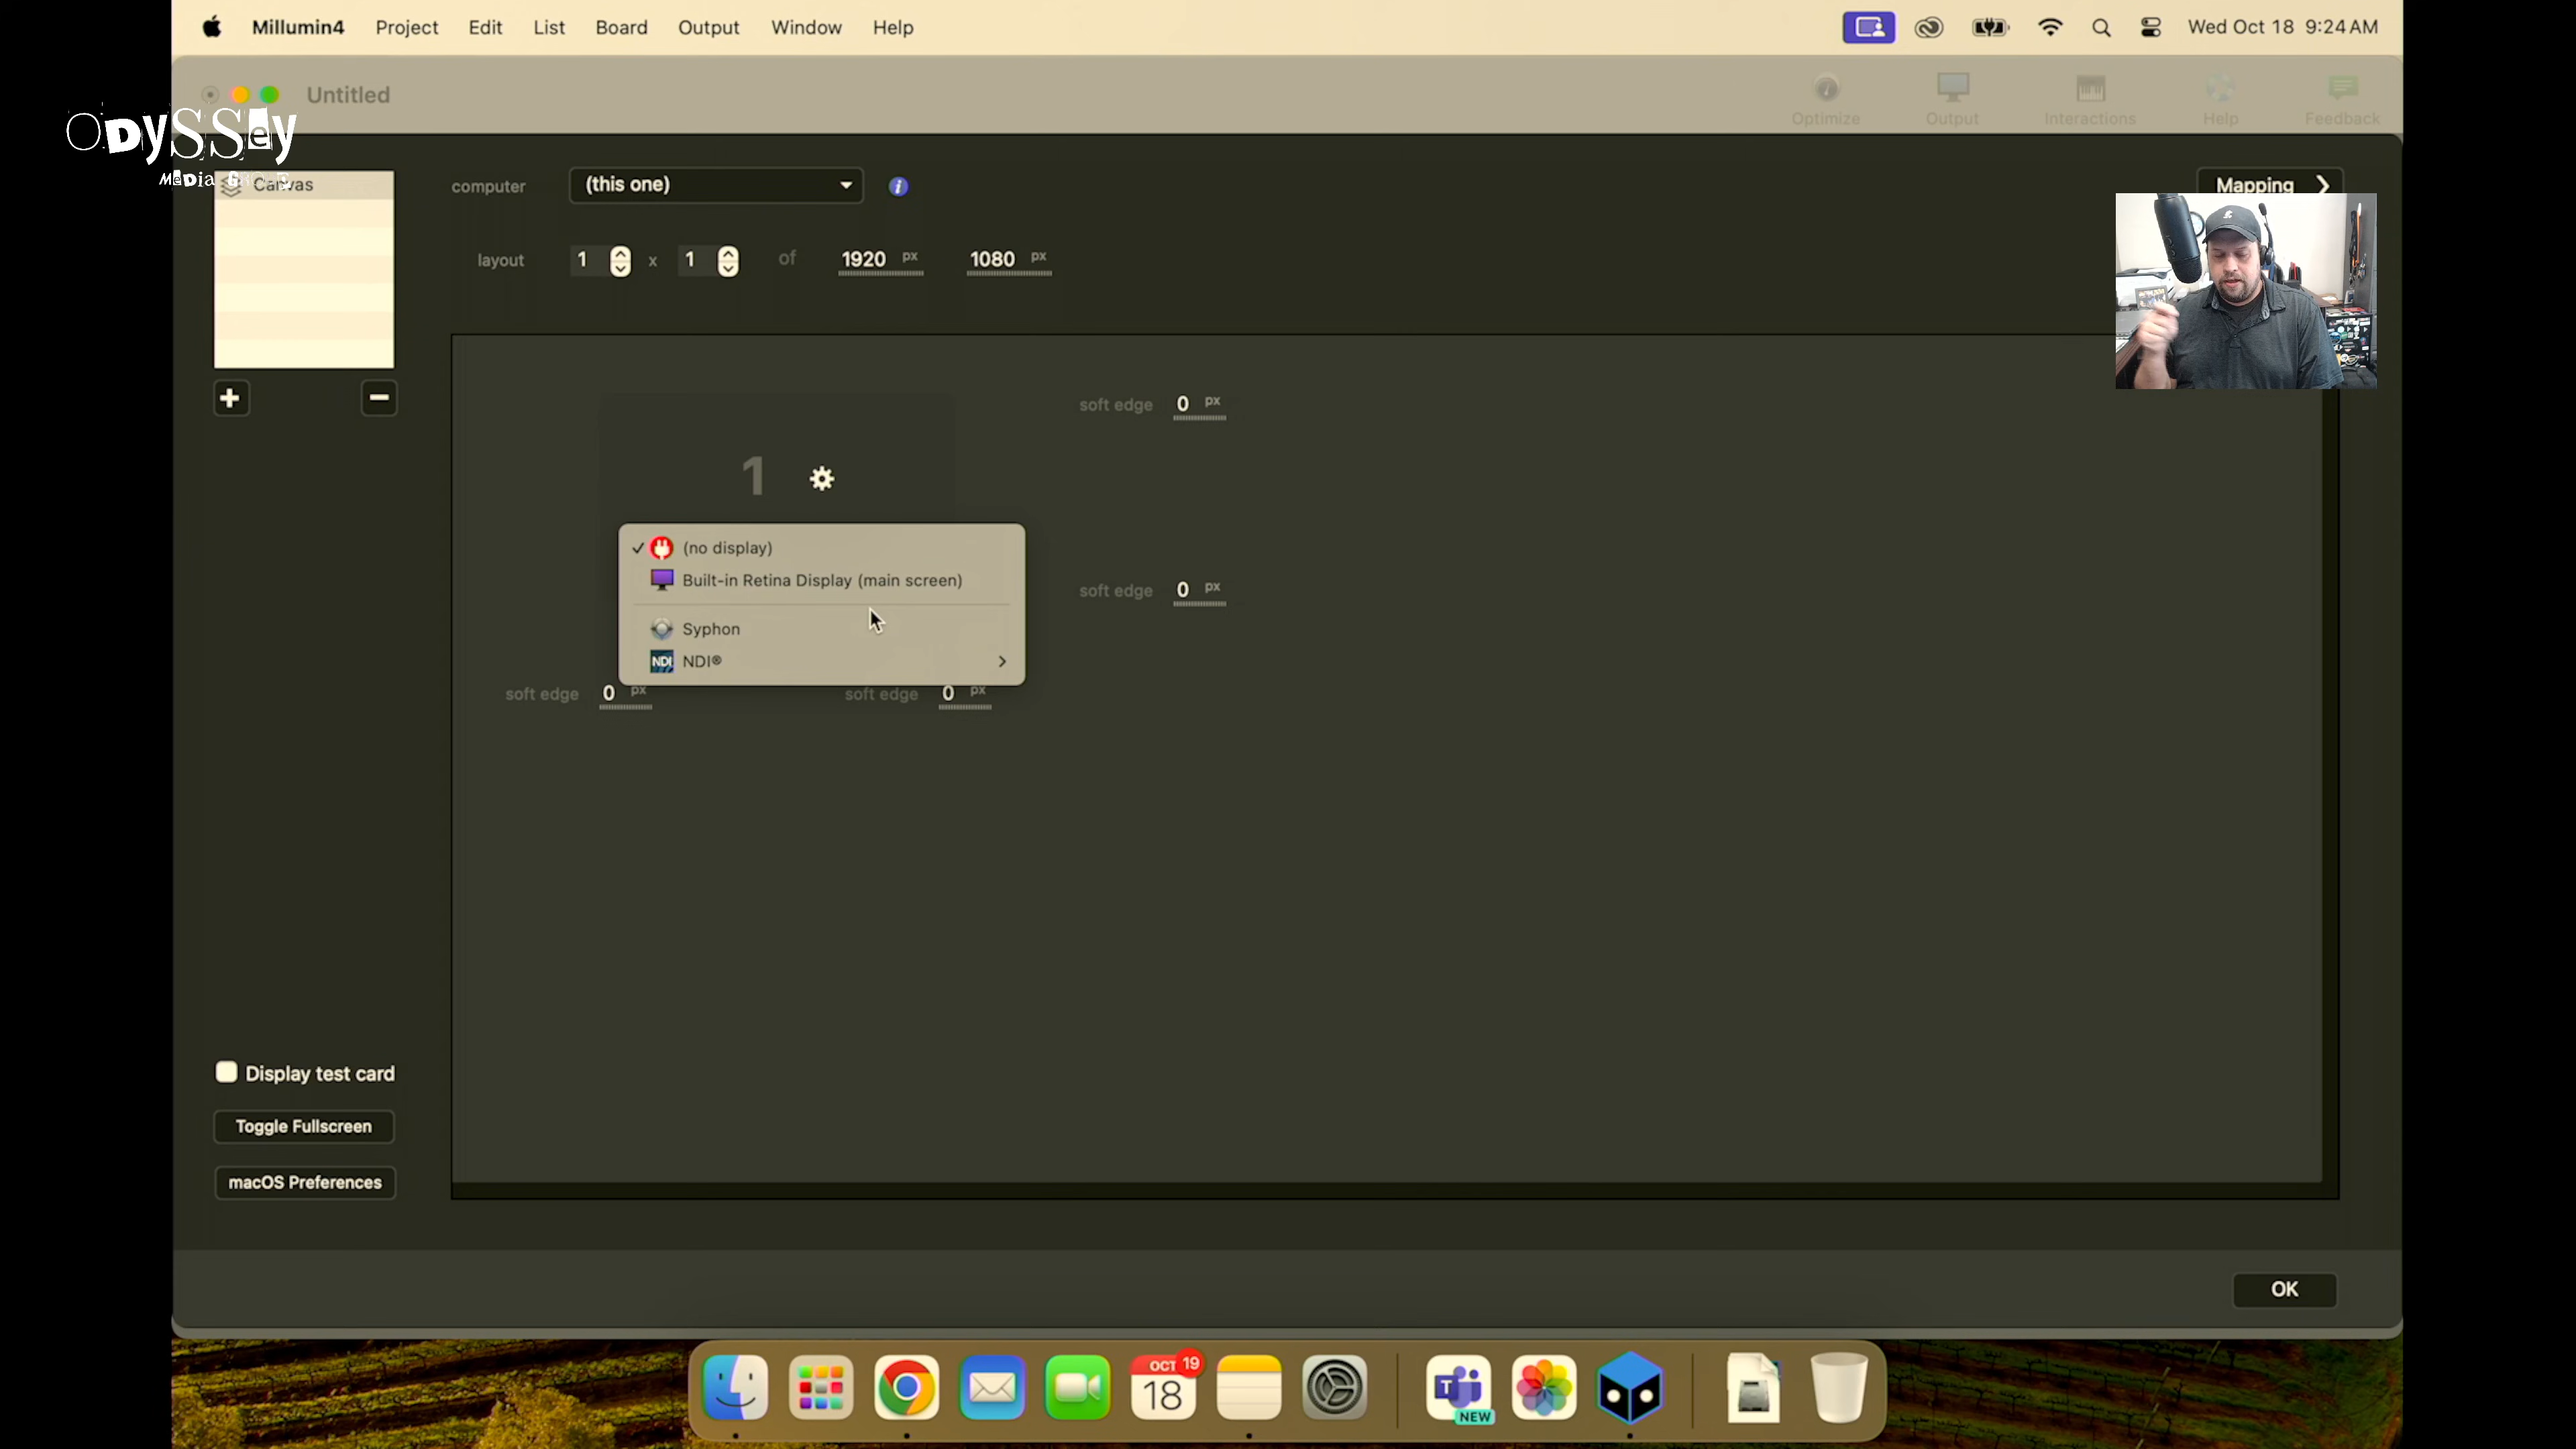 Millumin4 Project Edit List Board Output Window Help Wed Oct 18 9:24 AM
Untitled Optimize Output Interactions Help Feedback
ODySSey
Media
Canvas computer (this one) Mapping
layout 1 x 1 of 1920 px 1080 px
soft edge 0 px
1
✓ (no display)
Built-in Retina Display (main screen)
soft edge 0 px
Syphon
NDI NDI®
soft edge 0 px soft edge 0 px
Display test card
Toggle Fullscreen
macOS Preferences
OK
OCT 19
18
T
NEW